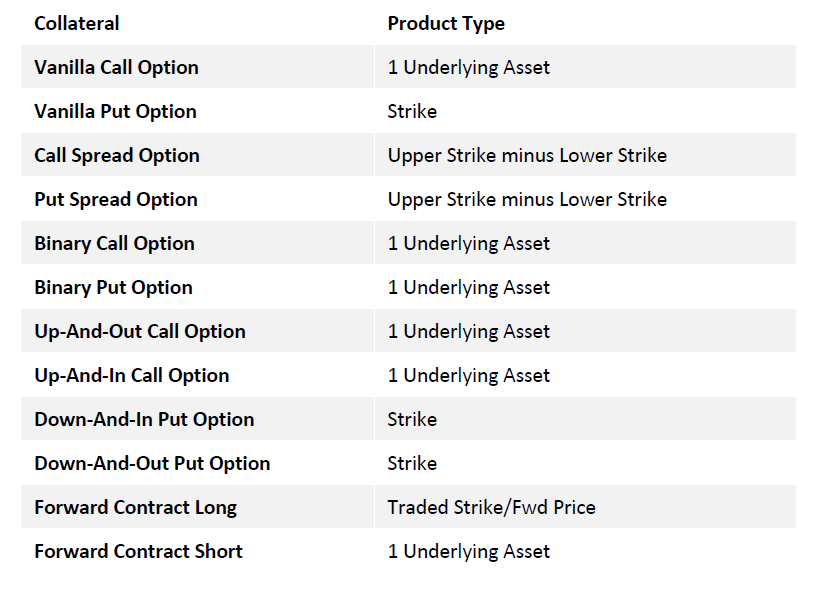 Collateral Product Type
Vanilla Call Option 1 Underlying Asset
Vanilla Put Option Strike
Call Spread Option Upper Strike minus Lower Strike
Put Spread Option Upper Strike minus Lower Strike
Binary Call Option 1 Underlying Asset
Binary Put Option 1 Underlying Asset
Up-And-Out Call Option 1 Underlying Asset
Up-And-In Call Option 1 Underlying Asset
Down-And-In Put Option Strike
Down-And-Out Put Option Strike
Forward Contract Long Traded Strike/Fwd Price
Forward Contract Short 1 Underlying Asset